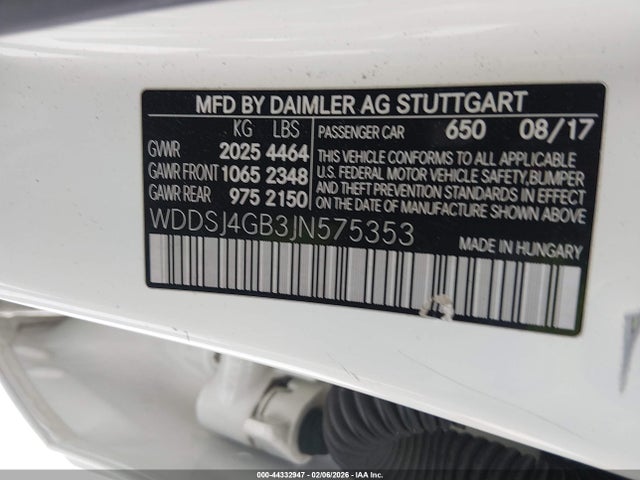 MFD BY DAIMLER AG STUTTGART
KG LBS
GVWR 2025 4464
GAWR FRONT 1065 2348
GAWR REAR 975 2150
PASSENGER CAR 650 08/17
THIS VEHICLE CONFORMS TO ALL APPLICABLE
U.S. FEDERAL MOTOR VEHICLE SAFETY, BUMPER,
AND THEFT PREVENTION STANDARDS IN EFFECT
ON THE DATE OF MANUFACTURE SHOWN ABOVE.
WDDSJ4GB3JN575353
MADE IN HUNGARY
000-44332947 - 02/06/2026 - IAA Inc.